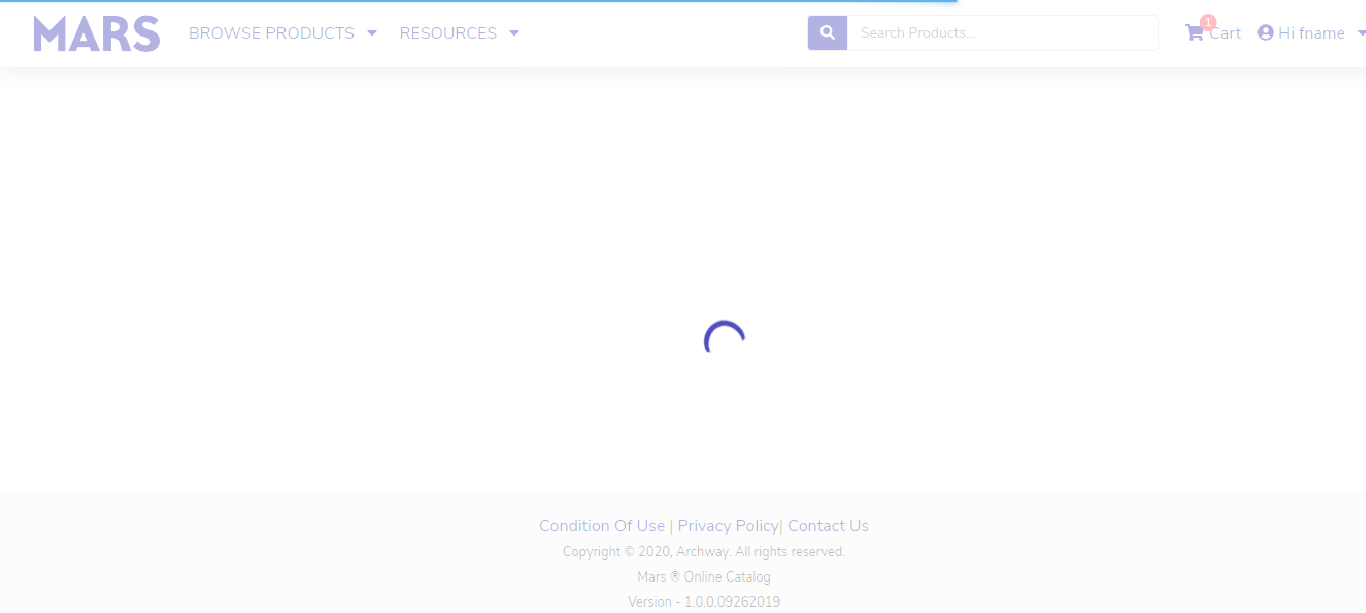 MARS BROWSE PRODUCTS RESOURCES Search Products... 1 Cart Hi fname
Condition Of Use | Privacy Policy| Contact Us
Copyright © 2020, Archway. All rights reserved.
Mars ® Online Catalog
Version - 1.0.0.09262019